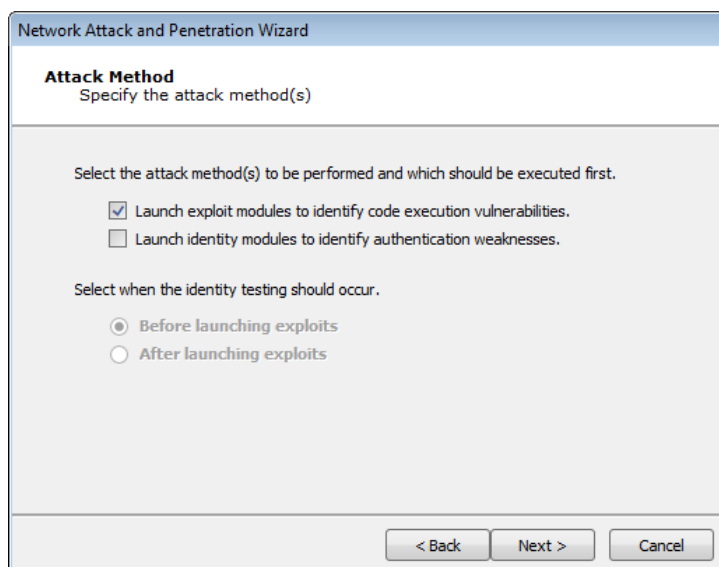 Network Attack and Penetration Wizard
Attack Method
Specify the attack method(s)
Select the attack method(s) to be performed and which should be executed first.
Launch exploit modules to identify code execution vulnerabilities.
Launch identity modules to identify authentication weaknesses.
Select when the identity testing should occur.
Before launching exploits
After launching exploits
< Back Next > Cancel